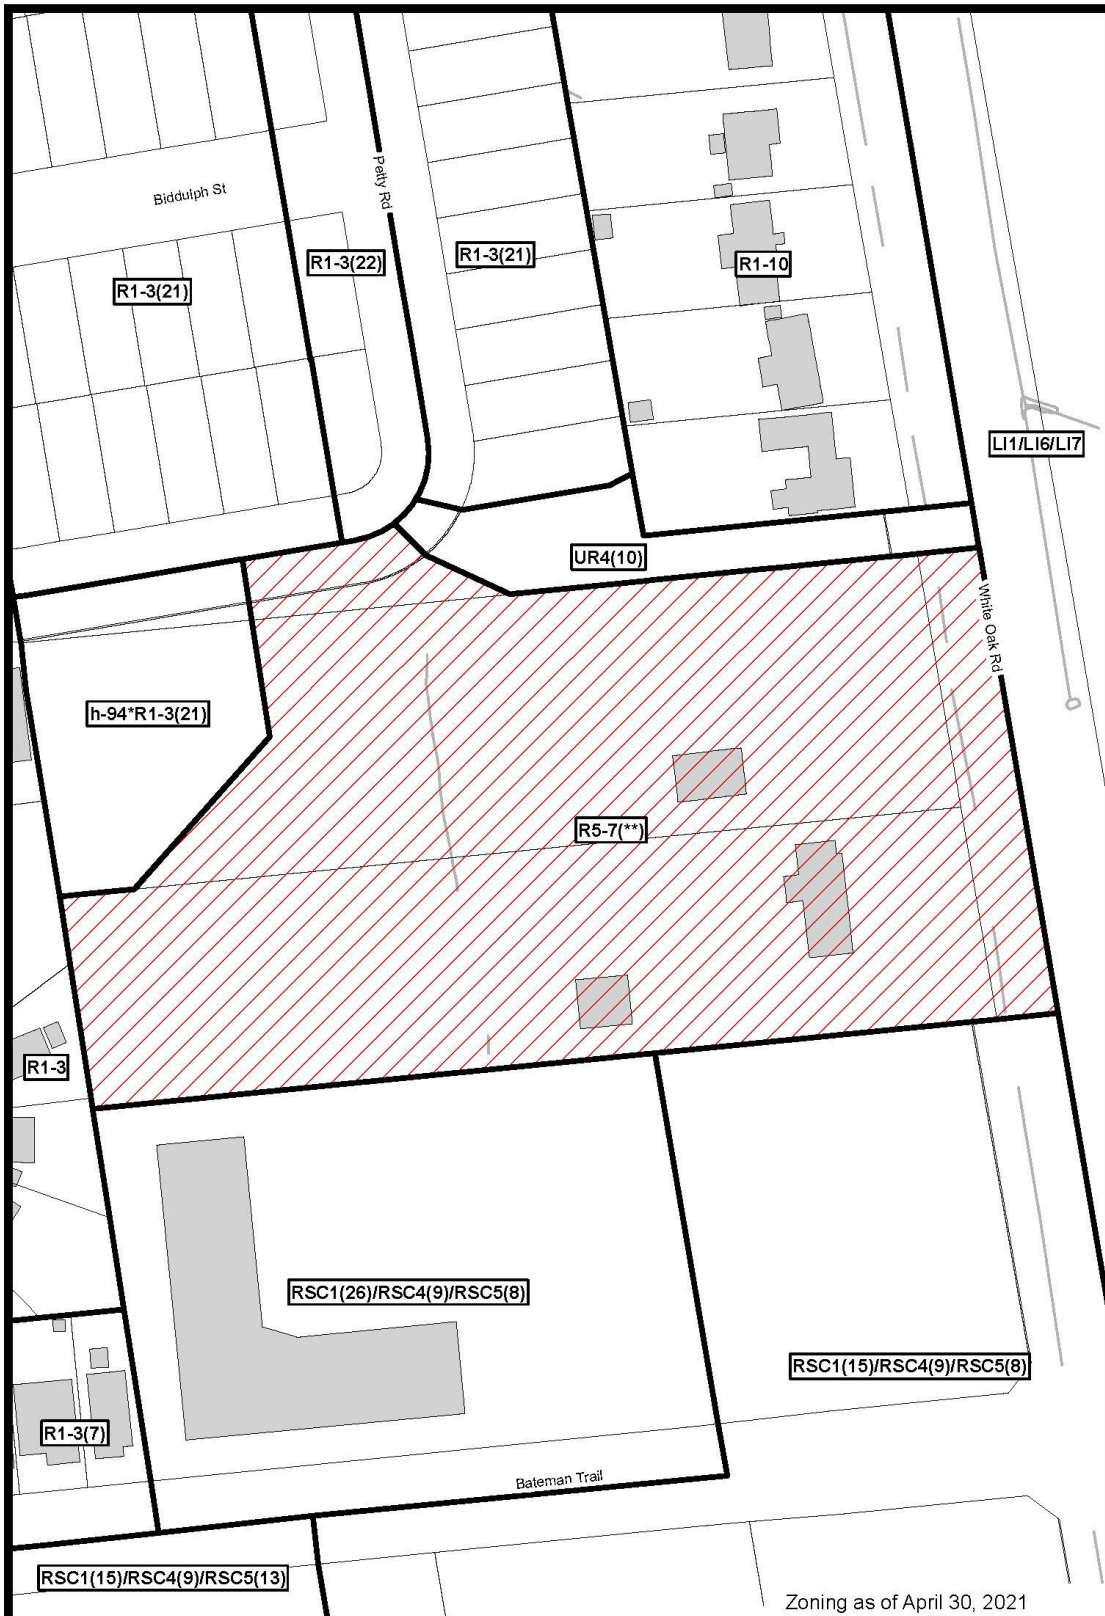 Biddulph St
Petty Rd
R1-3(21)
R1-3(22)
R1-3(21)
R1-10
LI1/LI6/LI7
UR4(10)
White Oak Rd
h-94*R1-3(21)
R5-7(**)
R1-3
RSC1(26)/RSC4(9)/RSC5(8)
RSC1(15)/RSC4(9)/RSC5(8)
R1-3(7)
Bateman Trail
RSC1(15)/RSC4(9)/RSC5(13)
Zoning as of April 30, 2021